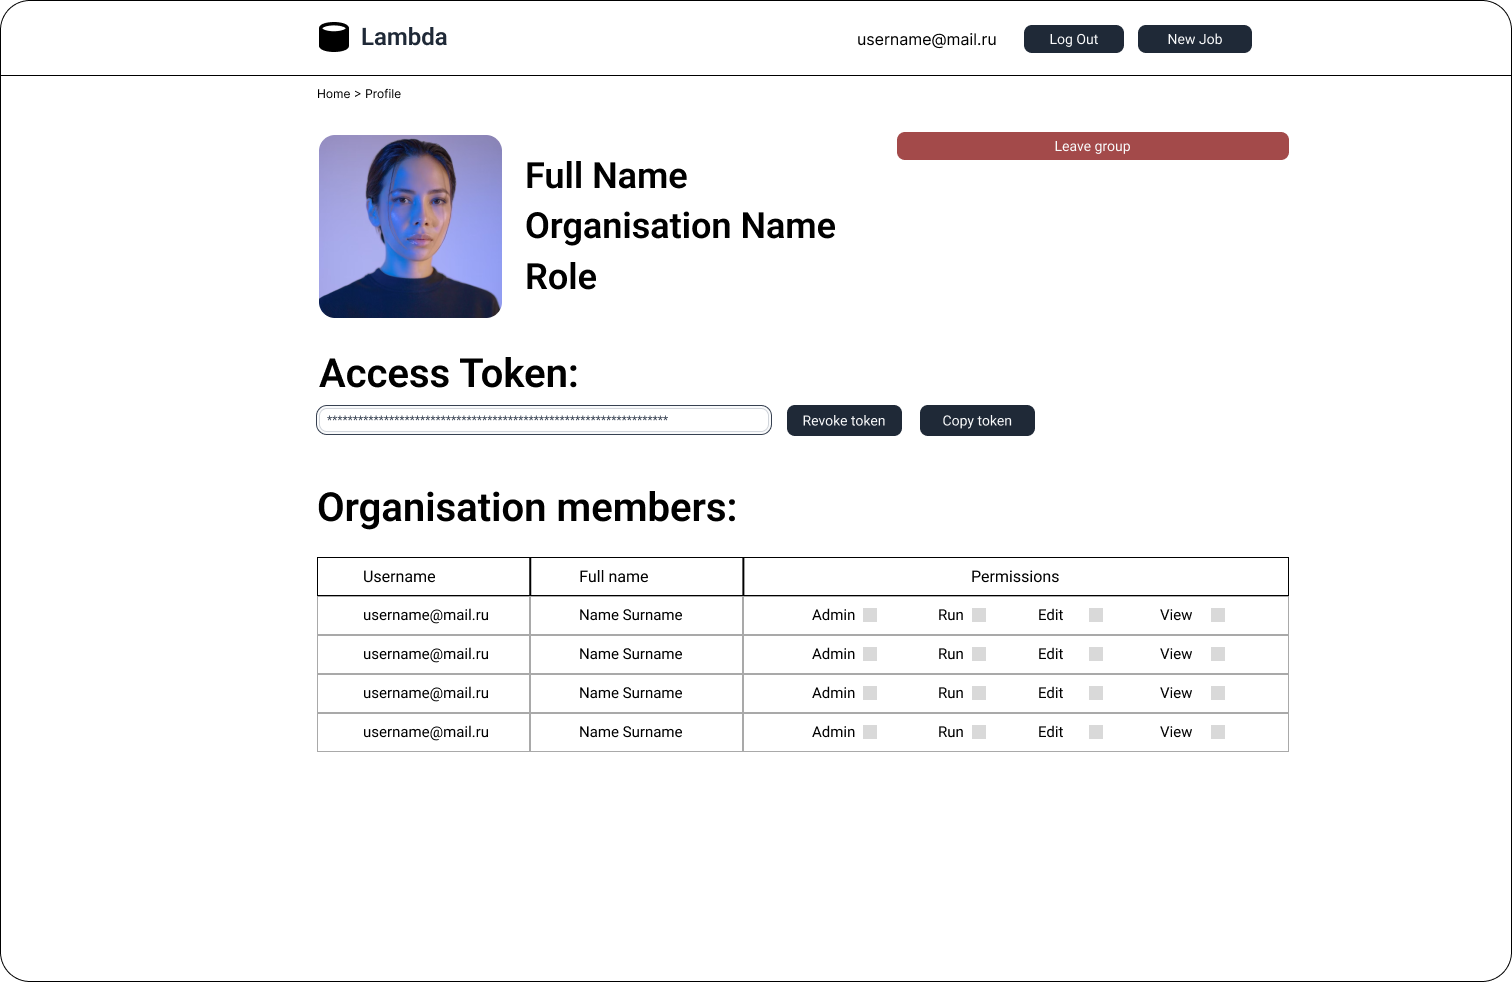 Lambda
username@mail.ru
Log Out
New Job
Home > Profile
Leave group
Full Name
Organisation Name
Role
Access Token:
******************************************************************
Revoke token
Copy token
Organisation members:
Username Full name Permissions
username@mail.ru Name Surname Admin Run Edit View
username@mail.ru Name Surname Admin Run Edit View
username@mail.ru Name Surname Admin Run Edit View
username@mail.ru Name Surname Admin Run Edit View